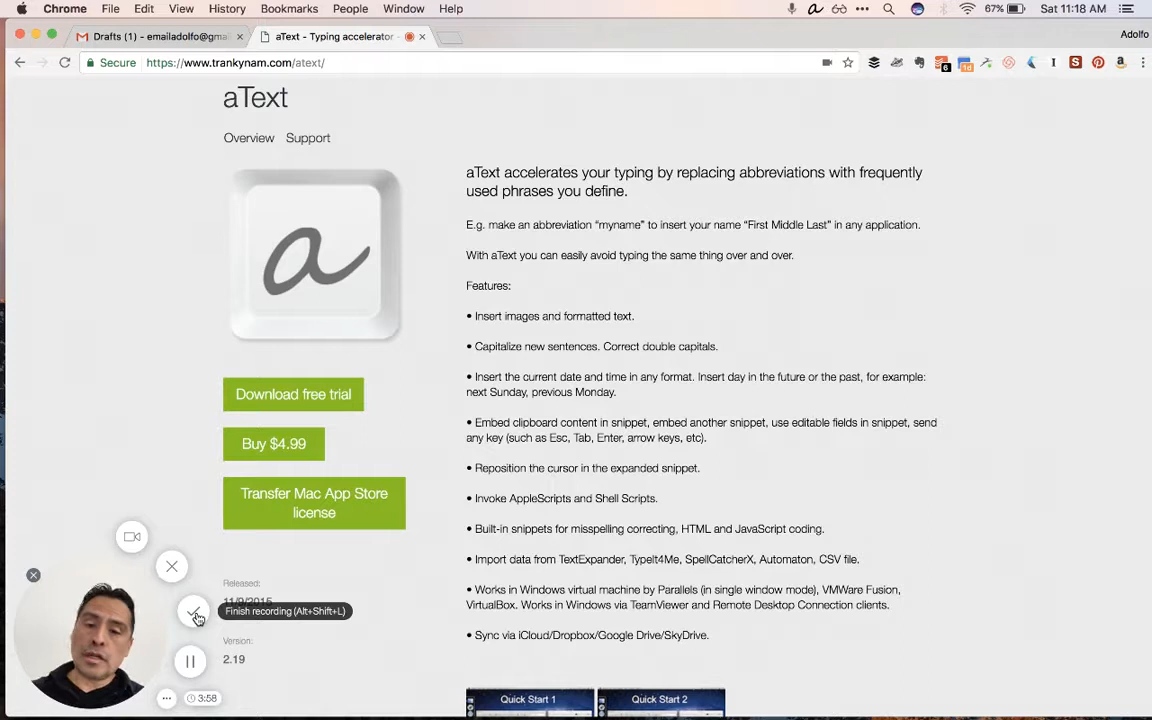 Chrome File Edit View History Bookmarks People Window Help 67% Sat 11:18 AM
Drafts (1) - emailadolfo@gma
aText - Typing accelerator -
Adolfo
Secure https://www.trankynam.com/atext/
6
1d
aText
Overview Support
a
Download free trial
Buy $4.99
Transfer Mac App Store
license
aText accelerates your typing by replacing abbreviations with frequently
used phrases you define.
E.g. make an abbreviation “myname” to insert your name “First Middle Last” in any application.
With aText you can easily avoid typing the same thing over and over.
Features:
• Insert images and formatted text.
• Capitalize new sentences. Correct double capitals.
• Insert the current date and time in any format. Insert day in the future or the past, for example:
next Sunday, previous Monday.
• Embed clipboard content in snippet, embed another snippet, use editable fields in snippet, send
any key (such as Esc, Tab, Enter, arrow keys, etc).
• Reposition the cursor in the expanded snippet.
• Invoke AppleScripts and Shell Scripts.
• Built-in snippets for misspelling correcting, HTML and JavaScript coding.
• Import data from TextExpander, TypeIt4Me, SpellCatcherX, Automaton, CSV file.
• Works in Windows virtual machine by Parallels (in single window mode), VMWare Fusion,
VirtualBox. Works in Windows via TeamViewer and Remote Desktop Connection clients.
• Sync via iCloud/Dropbox/Google Drive/SkyDrive.
Quick Start 1
Quick Start 2
Released:
Finish recording (Alt+Shift+L)
Version:
2.19
3:58